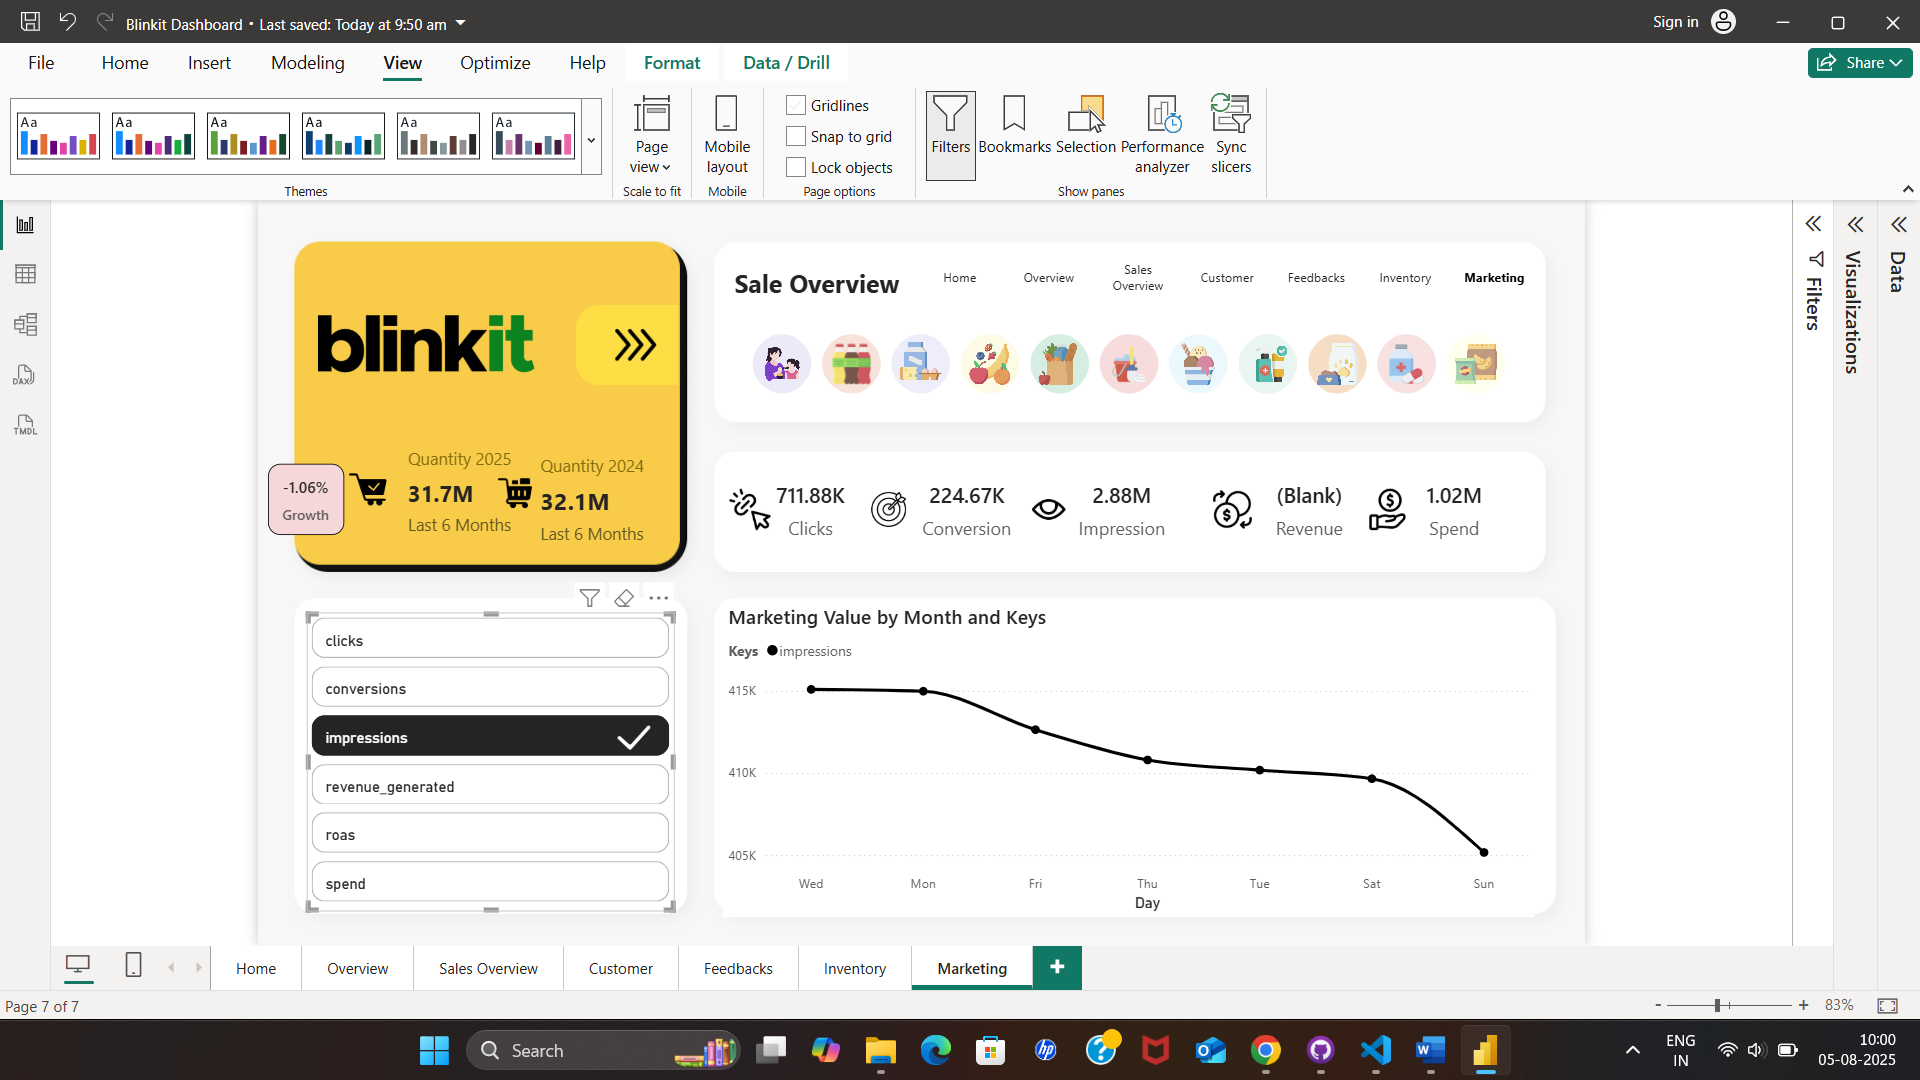 Blinkit Dashboard • Last saved: Today at 9:50 am
Sign in
File Home Insert Modeling View Optimize Help Format Data / Drill
Share
Aa Aa Aa Aa Aa Aa
Page view
Mobile layout
Gridlines
Snap to grid
Lock objects
Filters
Bookmarks
Selection
Performance analyzer
Sync slicers
Themes
Scale to fit
Mobile
Page options
Show panes
DAX
TMDL
Filters
Visualizations
Data
blinkit
Quantity 2025
31.7M
Last 6 Months
Quantity 2024
32.1M
Last 6 Months
-1.06%
Growth
Sale Overview
Home
Overview
Sales Overview
Customer
Feedbacks
Inventory
Marketing
711.88K
Clicks
224.67K
Conversion
2.88M
Impression
(Blank)
Revenue
1.02M
Spend
clicks
conversions
impressions
revenue_generated
roas
spend
Marketing Value by Month and Keys
Keys impressions
415K
410K
405K
Wed Mon Fri Thu Tue Sat Sun
Day
Home Overview Sales Overview Customer Feedbacks Inventory Marketing +
Page 7 of 7
- + 83%
Search
hp
ENG
IN
10:00
05-08-2025